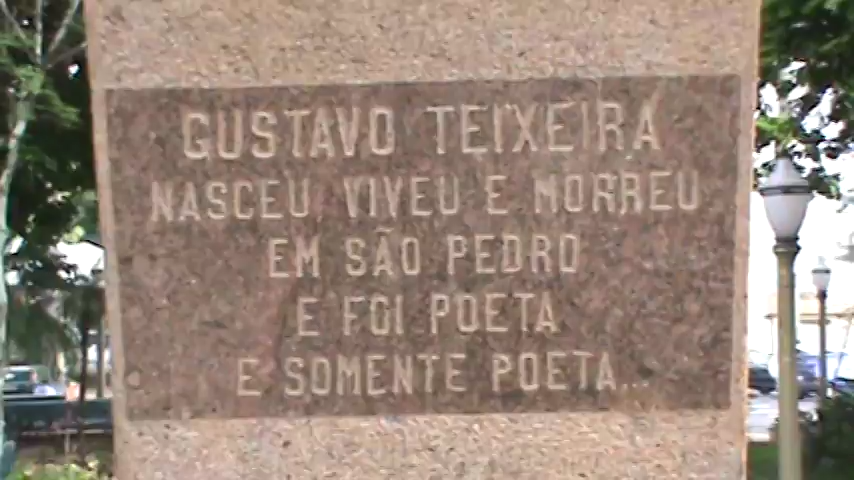 GUSTAVO TEIXEIRA
NASCEU, VIVEU E MORREU
EM SÃO PEDRO
E FOI POETA
E SOMENTE POETA...